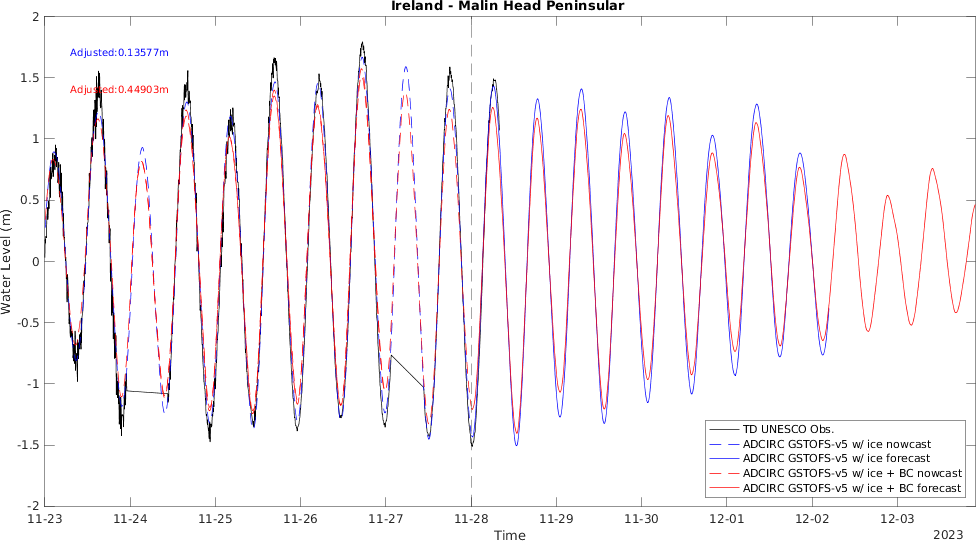 Ireland - Malin Head Peninsular
2
1.5
1
0.5
0
-0.5
-1
-1.5
-2
Water Level (m)
Adjusted:0.13577m
Adjusted:0.44903m
TD UNESCO Obs.
ADCIRC GSTOFS-v5 w/ ice nowcast
ADCIRC GSTOFS-v5 w/ ice forecast
ADCIRC GSTOFS-v5 w/ ice + BC nowcast
ADCIRC GSTOFS-v5 w/ ice + BC forecast
11-23 11-24 11-25 11-26 11-27 11-28 11-29 11-30 12-01 12-02 12-03
Time
2023